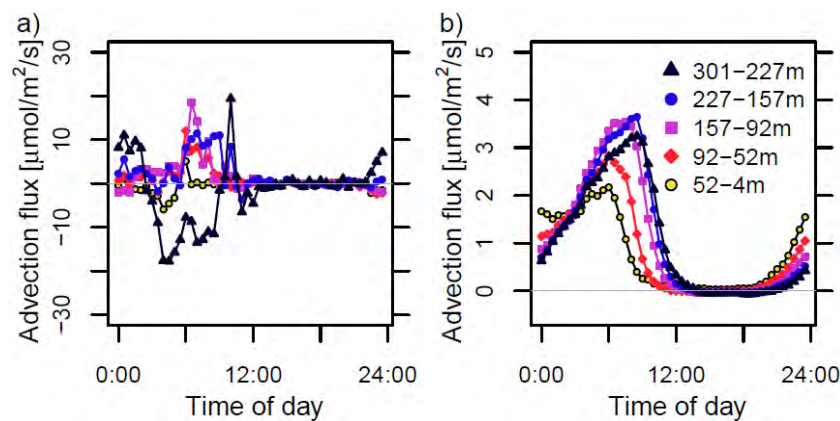 a)
Advection flux [μmol/m²/s]
30
10
−10
−30
0:00 12:00 24:00
Time of day
b)
Advection flux [μmol/m²/s]
5
4
3
2
1
0
301−227m
227−157m
157−92m
92−52m
52−4m
0:00 12:00 24:00
Time of day